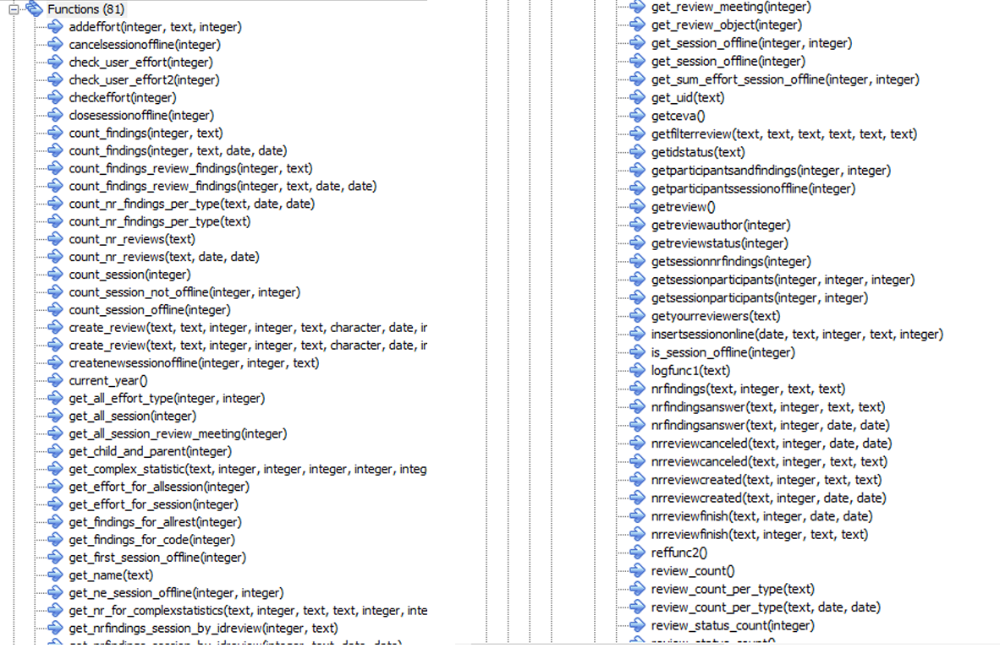 Functions (81)
addeffort(integer, text, integer)
cancelsessionoffline(integer)
check_user_effort(integer)
check_user_effort2(integer)
checkeffort(integer)
closesessionoffline(integer)
count_findings(integer, text)
count_findings(integer, text, date, date)
count_findings_review_findings(integer, text)
count_findings_review_findings(integer, text, date, date)
count_nr_findings_per_type(text, date, date)
count_nr_findings_per_type(text)
count_nr_reviews(text)
count_nr_reviews(text, date, date)
count_session(integer)
count_session_not_offline(integer, integer)
count_session_offline(integer)
create_review(text, text, integer, integer, text, character, date, in
create_review(text, text, integer, integer, text, character, date, in
createnewsessionoffline(integer, integer, text)
current_year()
get_all_effort_type(integer, integer)
get_all_session(integer)
get_all_session_review_meeting(integer)
get_child_and_parent(integer)
get_complex_statistic(text, integer, integer, integer, integer, integ
get_effort_for_allsession(integer)
get_effort_for_session(integer)
get_findings_for_allrest(integer)
get_findings_for_code(integer)
get_first_session_offline(integer)
get_name(text)
get_ne_session_offline(integer, integer)
get_nr_for_complexstatistics(text, integer, text, text, integer, inte
get_nrfindings_session_by_idreview(integer, text)
get_nrfindings_session_by_idreview(integer, text, date, date)
get_review_meeting(integer)
get_review_object(integer)
get_session_offline(integer, integer)
get_session_offline(integer)
get_sum_effort_session_offline(integer, integer)
get_uid(text)
getceva()
getfilterreview(text, text, text, text, text, text)
getidstatus(text)
getparticipantsandfindings(integer, integer)
getparticipantssessionoffline(integer)
getreview()
getreviewauthor(integer)
getreviewstatus(integer)
getsessionnrfindings(integer)
getsessionparticipants(integer, integer, integer)
getsessionparticipants(integer, integer)
getyourreviewers(text)
insertsessiononline(date, text, integer, text, integer)
is_session_offline(integer)
logfunc1(text)
nrfindings(text, integer, text, text)
nrfindingsanswer(text, integer, text, text)
nrfindingsanswer(text, integer, date, date)
nrreviewcanceled(text, integer, date, date)
nrreviewcanceled(text, integer, text, text)
nrreviewcreated(text, integer, text, text)
nrreviewcreated(text, integer, date, date)
nrreviewfinish(text, integer, date, date)
nrreviewfinish(text, integer, text, text)
reffunc2()
review_count()
review_count_per_type(text)
review_count_per_type(text, date, date)
review_status_count(integer)
review_status_count()